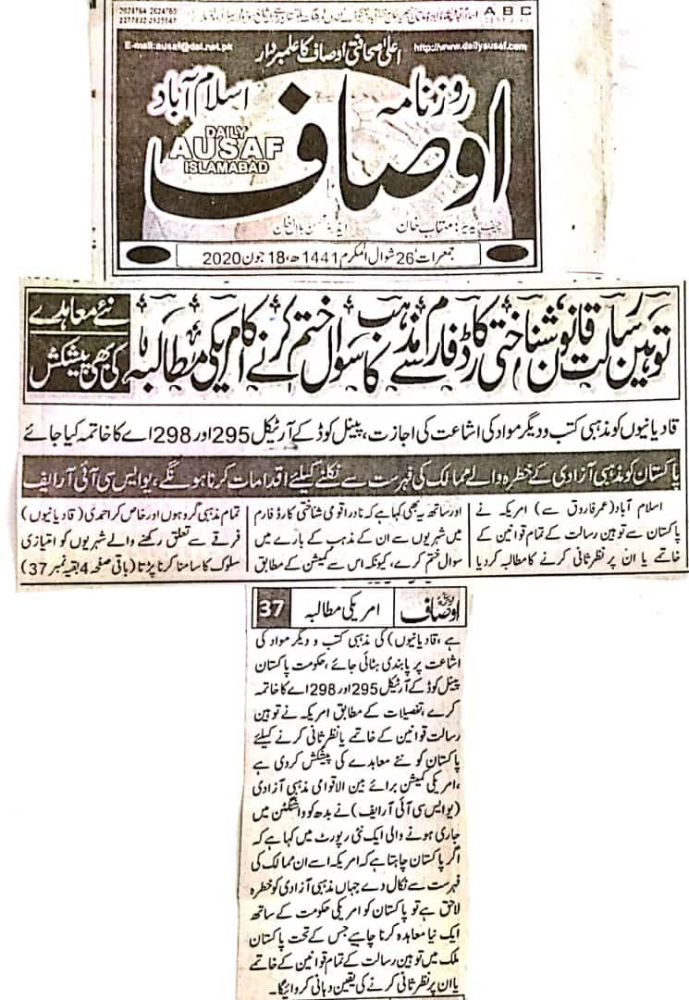 2024764 2024765
ABC
E-mail:ausaf@dsl.net.pk
http://www.dailyausaf.com
اعلیٰ صحافتی اوصاف کا علمبردار
روزنامہ
اوصاف
اسلام آباد
DAILY
AUSAF
ISLAMABAD
چیف ایڈیٹر: مہتاب خان
ایڈیٹر: محسن بلال خان
جمعرات ‘26 شوال المکرم 1441ھ، 18 جون 2020
توہین رسالت قانون‘ شناختی کارڈ فارم سے مذہب کا سوال ختم کرنے کا امریکی مطالبہ
نئے معاہدے
کی بھی پیشکش
قادیانیوں کو مذہبی کتب و دیگر مواد کی اشاعت کی اجازت، پینل کوڈ کے آرٹیکل 295 اور 298 اے کا خاتمہ کیا جائے
پاکستان کو مذہبی آزادی کے خطرہ والے ممالک کی فہرست سے نکلنے کیلئے اقدامات کرنا ہونگے، یو ایس سی آئی آر ایف
اسلام آباد (عمر فاروق سے) امریکہ نے
پاکستان سے توہین رسالت کے تمام قوانین کے
خاتمے یا ان پر نظر ثانی کرنے کا مطالبہ کردیا
اور ساتھ یہ بھی کہا ہے کہ نادرا قومی شناختی کارڈ فارم
میں شہریوں سے ان کے مذہب کے بارے میں
سوال ختم کرے، کیونکہ اس سے کمیشن کے مطابق
تمام مذہبی گروہوں اور خاص کر احمدی (قادیانیوں)
فرقے سے تعلق رکھنے والے شہریوں کو امتیازی
سلوک کا سامنا کرنا پڑتا (باقی صفحہ 4 بقیہ نمبر 37)
اوصاف
امریکی مطالبہ
37
ہے، قادیانیوں) کی مذہبی کتب و دیگر مواد کی
اشاعت پر پابندی ہٹائی جائے، حکومت پاکستان
پینل کوڈ کے آرٹیکل 295 اور 298 اے کا خاتمہ
کرے، تفصیلات کے مطابق امریکہ نے توہین
رسالت قوانین کے خاتمے یا نظر ثانی کرنے کیلئے
پاکستان کو نئے معاہدے کی پیشکش کردی ہے
،امریکی کمیشن برائے بین الاقوامی مذہبی آزادی
(یو ایس سی آئی آر ایف) نے بدھ کو واشنگٹن میں
جاری ہونے والی ایک نئی رپورٹ میں کہا ہے کہ
اگر پاکستان چاہتا ہے کہ امریکہ اسے ان ممالک کی
فہرست سے نکال دے جہاں مذہبی آزادی کو خطرہ
لاحق ہے تو پاکستان کو امریکی حکومت کے ساتھ
ایک نیا معاہدہ کرنا چاہیے جس کے تحت پاکستان
ملک میں توہین رسالت کے تمام قوانین کے خاتمے
یا ان پر نظر ثانی کرنے کی یقین دہانی کروائیگا۔